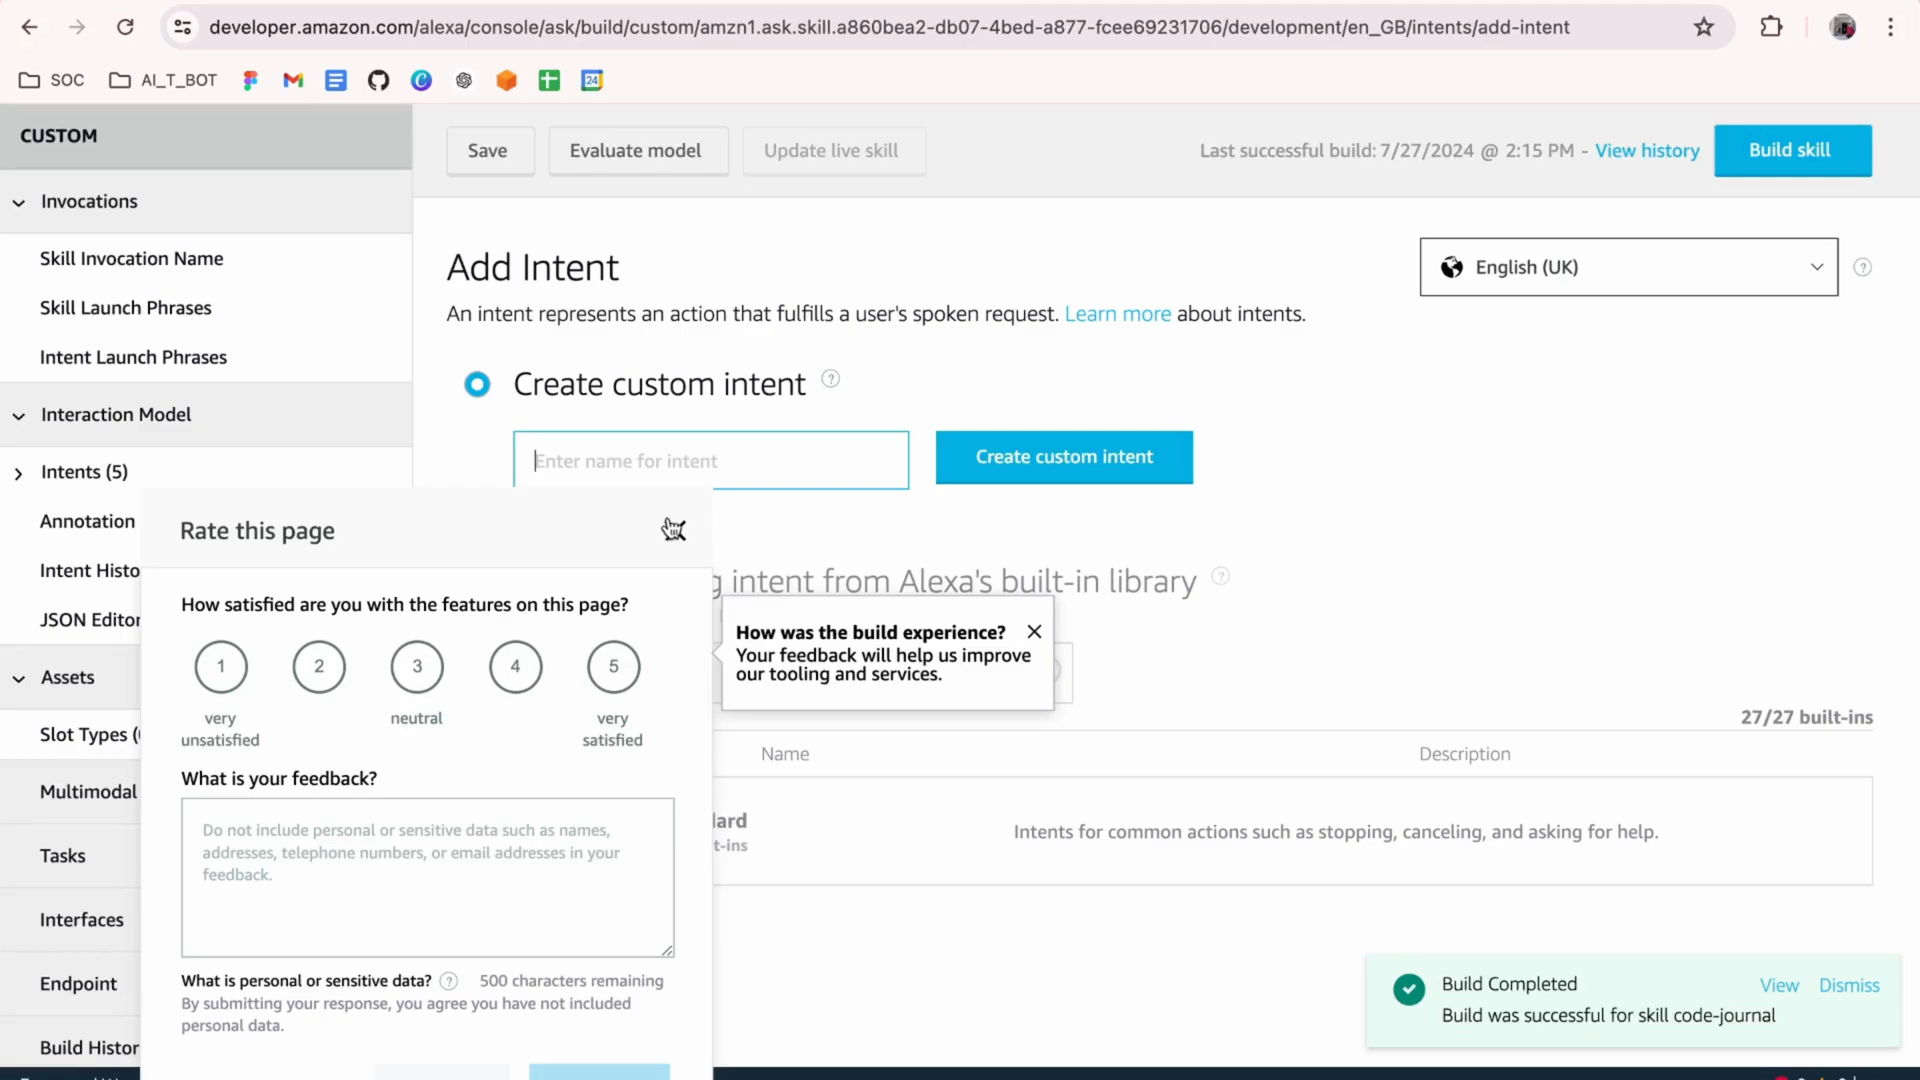 developer.amazon.com/alexa/console/ask/build/custom/amzn1.ask.skill.a860bea2-db07-4bed-a877-fcee69231706/development/en_GB/intents/add-intent
SOC
AI_T_BOT
24
CUSTOM
Save
Evaluate model
Update live skill
Last successful build: 7/27/2024 @ 2:15 PM - View history
Build skill
Invocations
Skill Invocation Name
Skill Launch Phrases
Intent Launch Phrases
Interaction Model
Intents (5)
Annotation
Intent Histo
JSON Editor
Assets
Slot Types (
Multimodal
Tasks
Interfaces
Endpoint
Build Histor
Add Intent
English (UK)
?
An intent represents an action that fulfills a user's spoken request. Learn more about intents.
Create custom intent ?
Enter name for intent
Create custom intent
g intent from Alexa's built-in library ?
Rate this page
How satisfied are you with the features on this page?
1 2 3 4 5
very unsatisfied
neutral
very satisfied
What is your feedback?
Do not include personal or sensitive data such as names,
addresses, telephone numbers, or email addresses in your
feedback.
What is personal or sensitive data? ? 500 characters remaining
By submitting your response, you agree you have not included
personal data.
How was the build experience?
Your feedback will help us improve
our tooling and services.
27/27 built-ins
Name
Description
dard
t-ins
Intents for common actions such as stopping, canceling, and asking for help.
Build Completed
View
Dismiss
Build was successful for skill code-journal